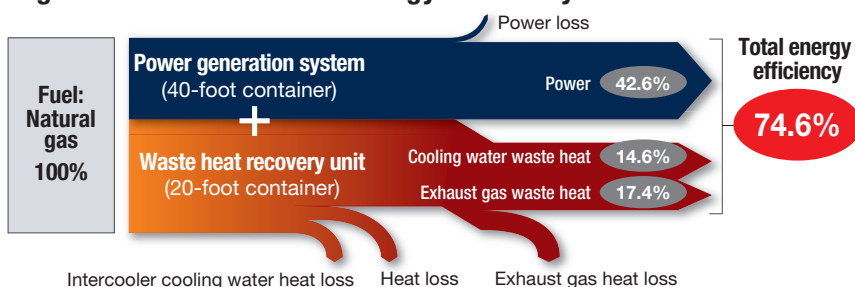 Power loss
Power generation system
(40-foot container)
Power 42.6%
Total energy
efficiency
74.6%
Fuel:
Natural
gas
100%
+
Waste heat recovery unit
(20-foot container)
Cooling water waste heat 14.6%
Exhaust gas waste heat 17.4%
Intercooler cooling water heat loss
Heat loss
Exhaust gas heat loss